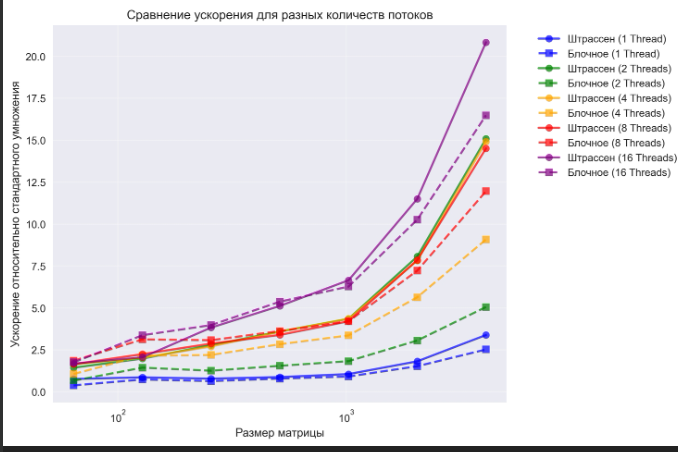 Сравнение ускорения для разных количеств потоков
Ускорение относительно стандартного умножения
20.0
17.5
15.0
12.5
10.0
7.5
5.0
2.5
0.0
10²
10³
Размер матрицы
Штрассен (1 Thread)
Блочное (1 Thread)
Штрассен (2 Threads)
Блочное (2 Threads)
Штрассен (4 Threads)
Блочное (4 Threads)
Штрассен (8 Threads)
Блочное (8 Threads)
Штрассен (16 Threads)
Блочное (16 Threads)